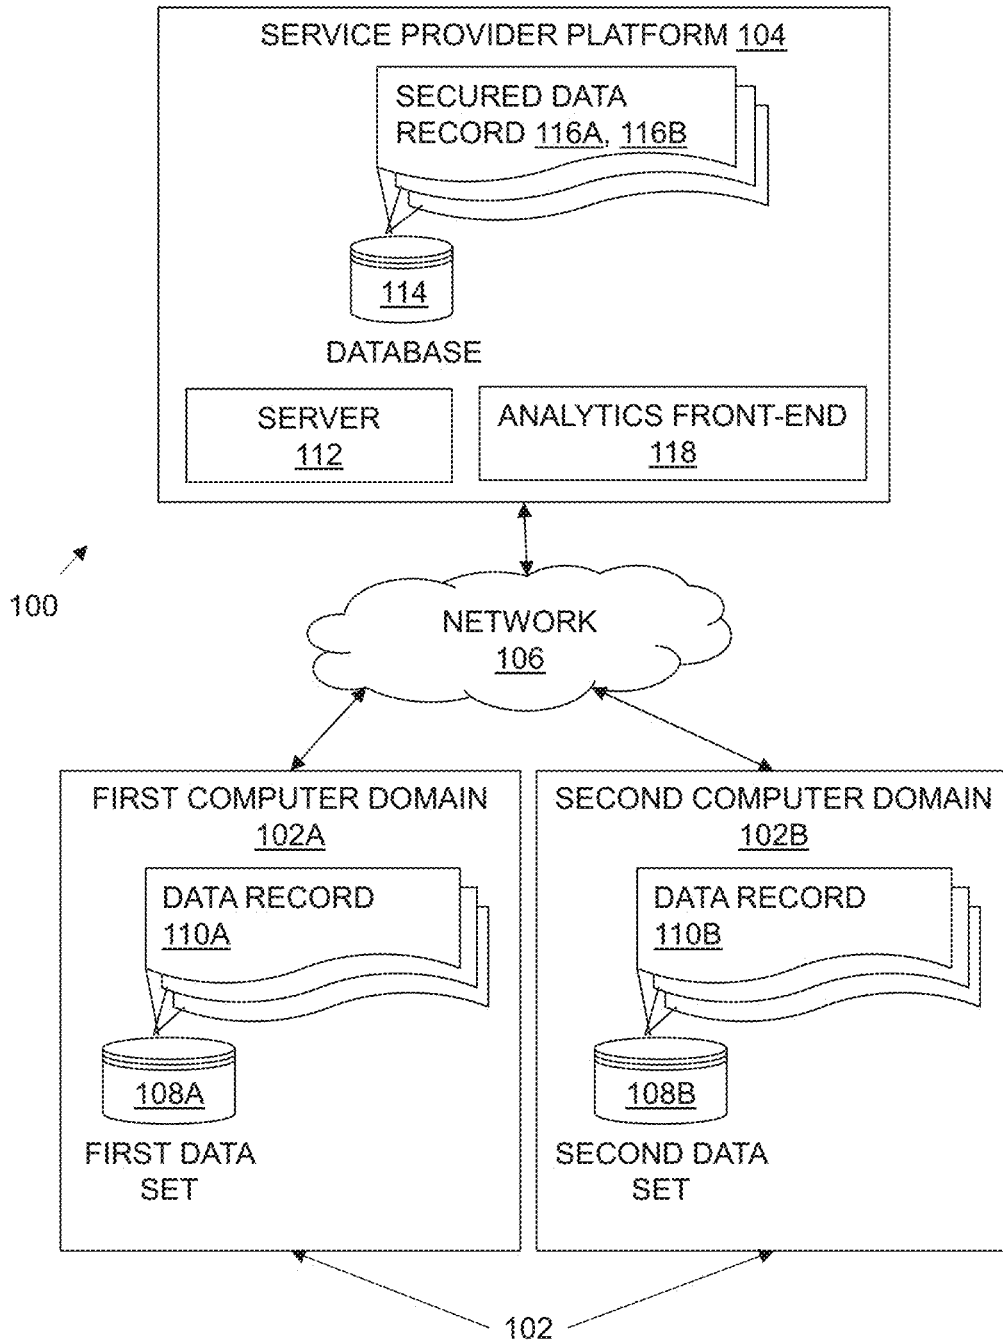 SERVICE PROVIDER PLATFORM 104
SECURED DATA
RECORD 116A, 116B
114
DATABASE
SERVER
112
ANALYTICS FRONT-END
118
100
NETWORK
106
FIRST COMPUTER DOMAIN
102A
DATA RECORD
110A
108A
FIRST DATA
SET
SECOND COMPUTER DOMAIN
102B
DATA RECORD
110B
108B
SECOND DATA
SET
102